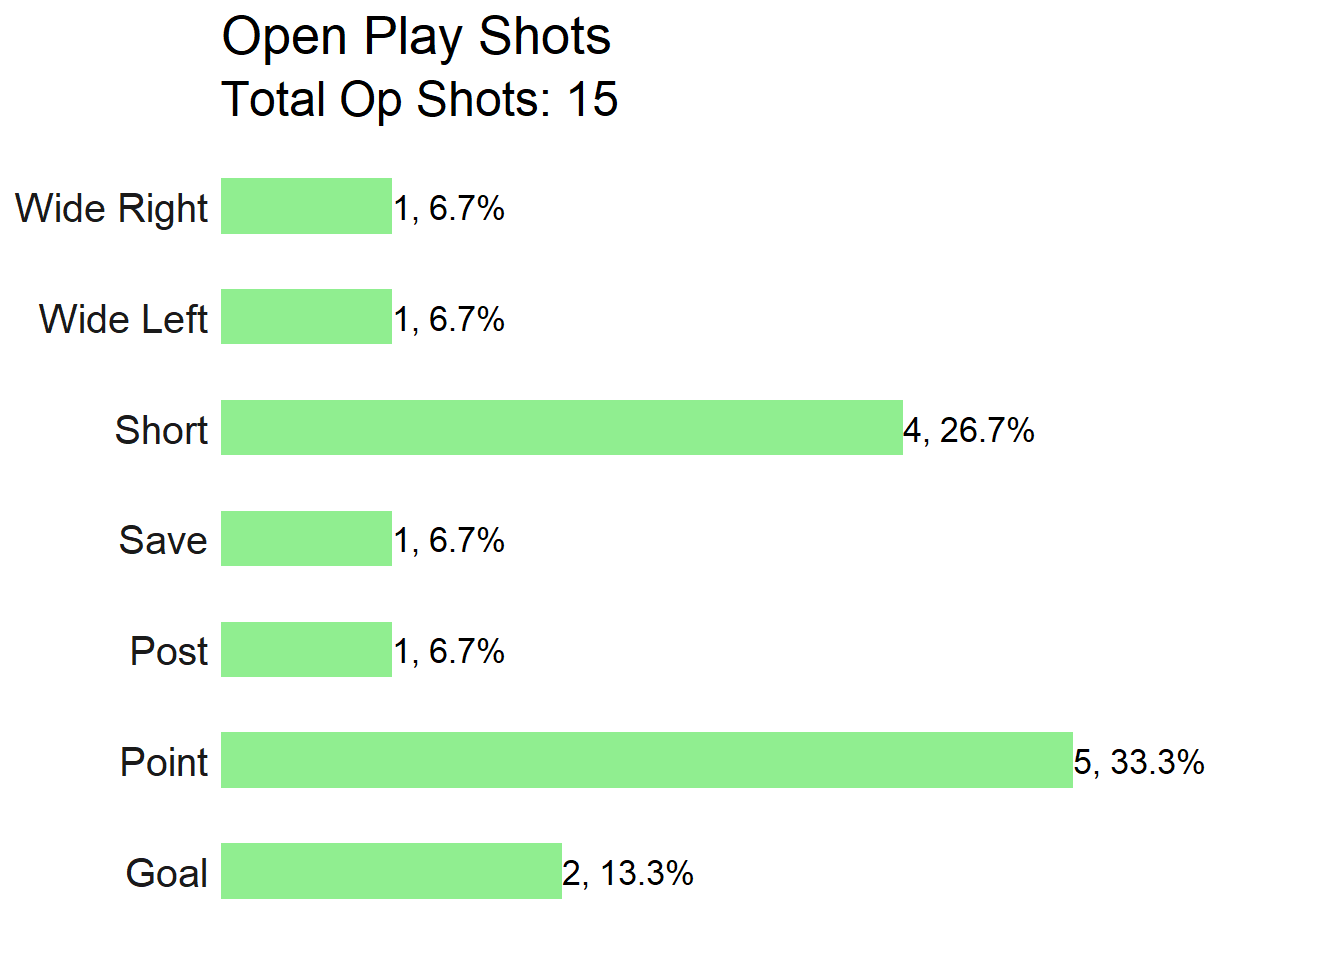 Open Play Shots
Total Op Shots: 15
Wide Right 1, 6.7%
Wide Left 1, 6.7%
Short 4, 26.7%
Save 1, 6.7%
Post 1, 6.7%
Point 5, 33.3%
Goal 2, 13.3%